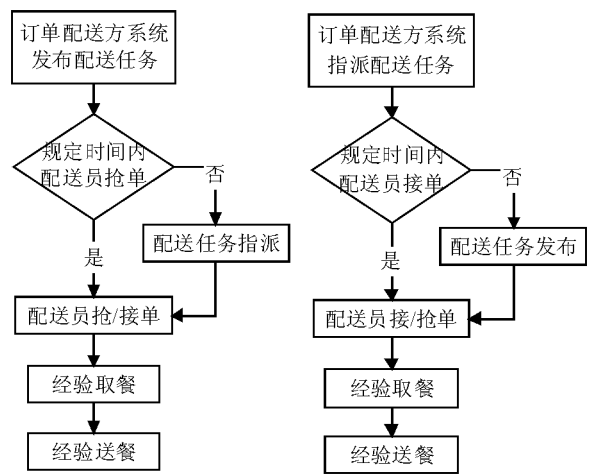 订单配送方系统
发布配送任务
规定时间内
配送员抢单
否
配送任务指派
是
配送员抢/接单
经验取餐
经验送餐
订单配送方系统
指派配送任务
规定时间内
配送员接单
否
配送任务发布
是
配送员接/抢单
经验取餐
经验送餐